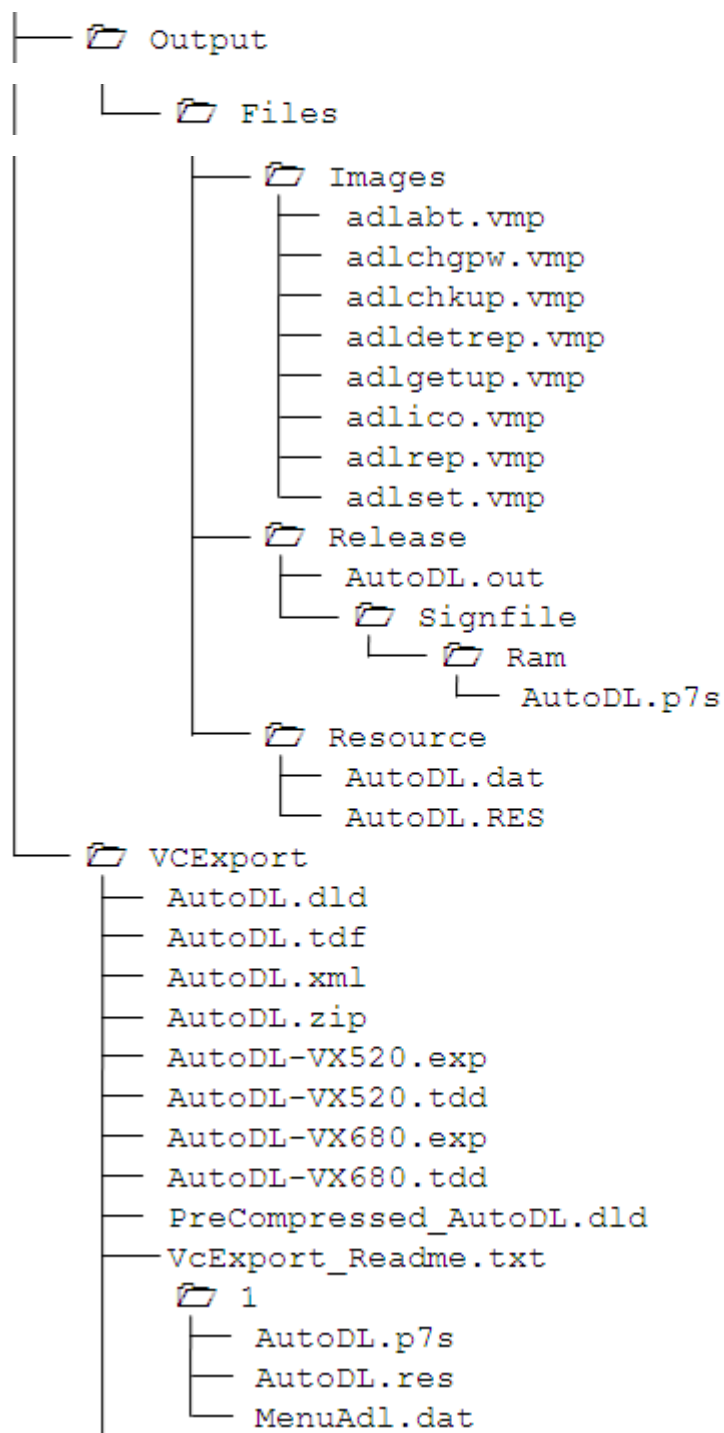 Output
Files
Images
adlabt.vmp
adlchgpw.vmp
adlchkup.vmp
adldetrep.vmp
adlgetup.vmp
adlico.vmp
adlrep.vmp
adlset.vmp
Release
AutoDL.out
Signfile
Ram
AutoDL.p7s
Resource
AutoDL.dat
AutoDL.RES
VCExport
AutoDL.dld
AutoDL.tdf
AutoDL.xml
AutoDL.zip
AutoDL-VX520.exp
AutoDL-VX520.tdd
AutoDL-VX680.exp
AutoDL-VX680.tdd
PreCompressed_AutoDL.dld
VcExport_Readme.txt
1
AutoDL.p7s
AutoDL.res
MenuAdl.dat